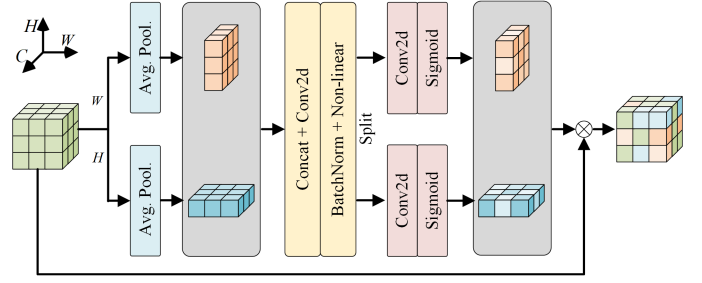 H
W
C
W
H
Avg. Pool.
Avg. Pool.
Concat + Conv2d
BatchNorm + Non-linear
Split
Conv2d
Sigmoid
Conv2d
Sigmoid